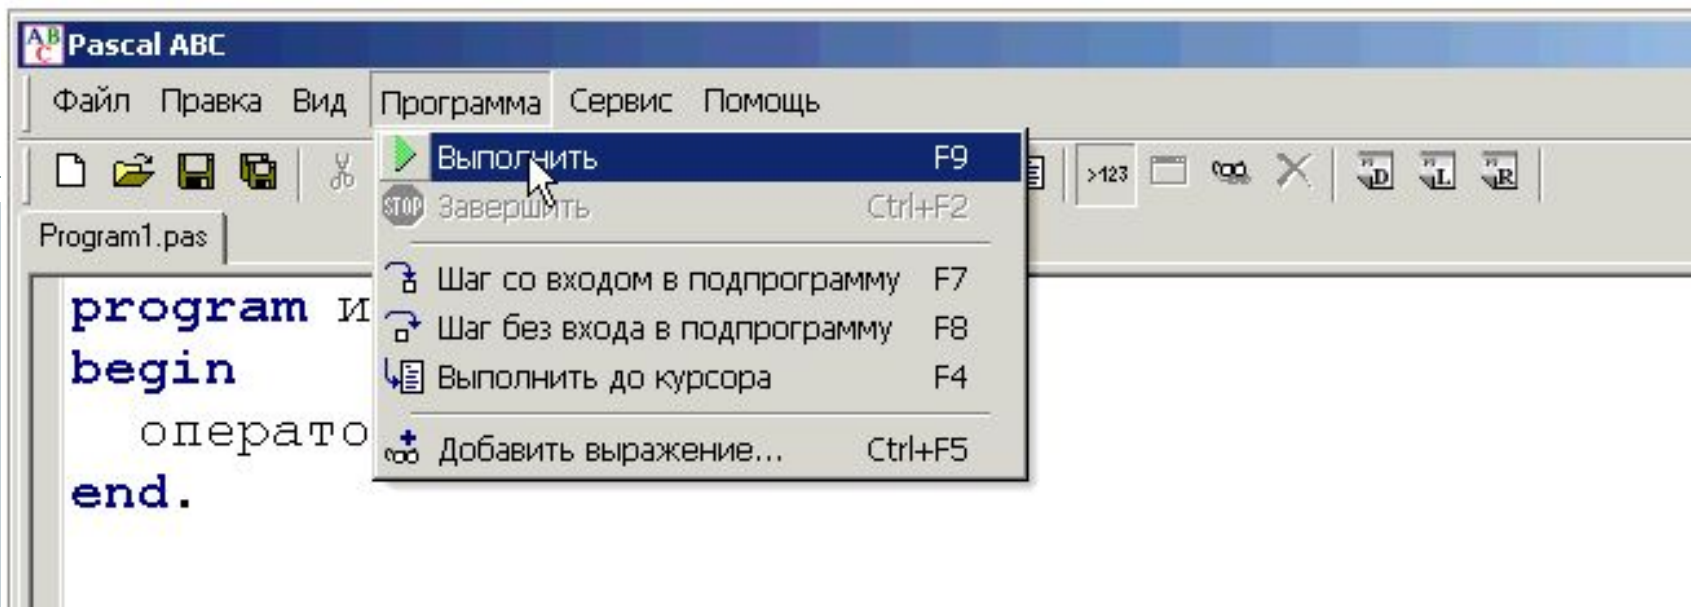 Pascal ABC
Файл Правка Вид Программа Сервис Помощь
Выполнить F9
>123
Завершить Ctrl+F2
Program1.pas
Шаг со входом в подпрограмму F7
program
Шаг без входа в подпрограмму F8
begin
Выполнить до курсора F4
Добавить выражение... Ctrl+F5
end.